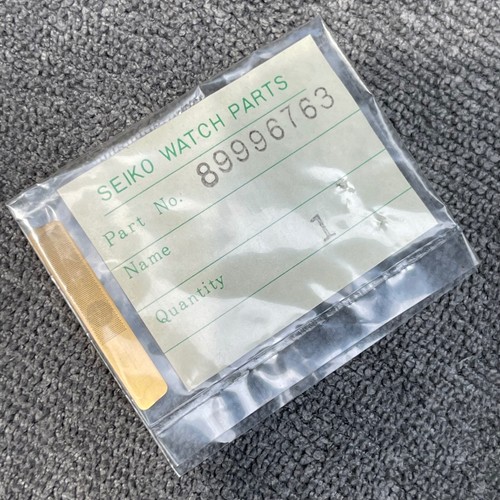 SEIKO WATCH PARTS
Part No. 89996763
Name
Quantity 1